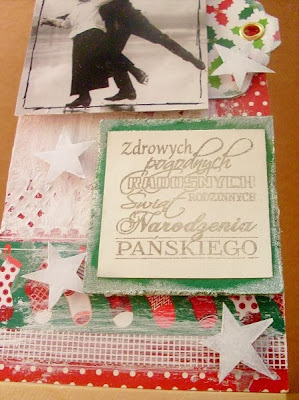 Zdrowych
pogodnych
RADOSNYCH
RODZINNYCH
Świąt
Narodzenia
PAŃSKIEGO